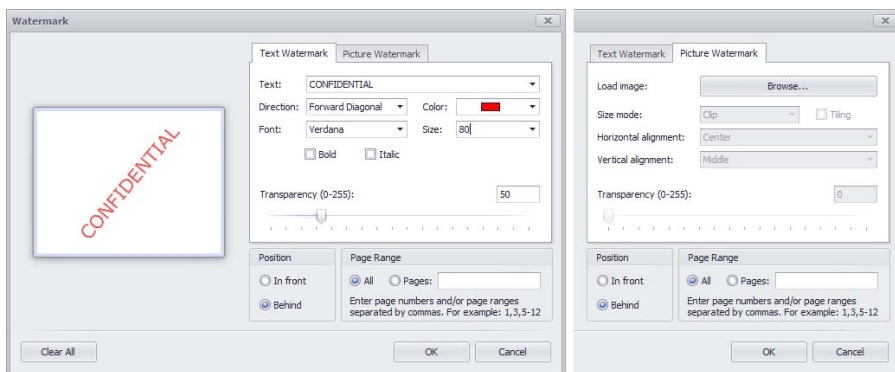 Watermark
Text Watermark Picture Watermark
Text: CONFIDENTIAL
Direction: Forward Diagonal Color:
Font: Verdana Size: 80
Bold Italic
Transparency (0-255): 50
CONFIDENTIAL
Position
In front
Behind
Page Range
All Pages:
Enter page numbers and/or page ranges
separated by commas. For example: 1,3,5-12
Clear All OK Cancel
Text Watermark Picture Watermark
Load image: Browse...
Size mode: Clip Tiling
Horizontal alignment: Center
Vertical alignment: Middle
Transparency (0-255): 0
Position
In front
Behind
Page Range
All Pages:
Enter page numbers and/or page ranges
separated by commas. For example: 1,3,5-12
OK Cancel